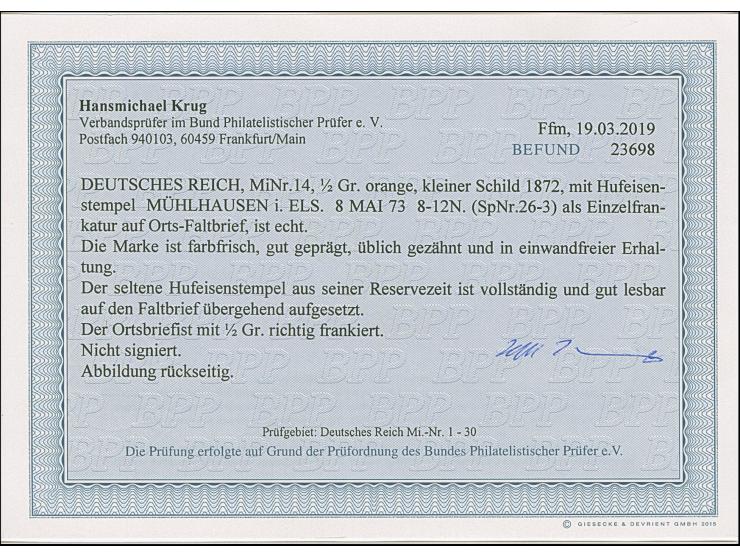 Hansmichael Krug
Verbandsprüfer im Bund Philatelistischer Prüfer e. V.
Postfach 940103, 60459 Frankfurt/Main
Ffm, 19.03.2019
BEFUND 23698
DEUTSCHES REICH, MiNr.14, ½ Gr. orange, kleiner Schild 1872, mit Hufeisen-
stempel MÜHLHAUSEN i. ELS. 8 MAI 73 8-12N. (SpNr.26-3) als Einzelfran-
katur auf Orts-Faltbrief, ist echt.
Die Marke ist farbfrisch, gut geprägt, üblich gezähnt und in einwandfreier Erhal-
tung.
Der seltene Hufeisenstempel aus seiner Reservezeit ist vollständig und gut lesbar
auf den Faltbrief übergehend aufgesetzt.
Der Ortsbriefist mit ½ Gr. richtig frankiert.
Nicht signiert.
Abbildung rückseitig.
Prüfgebiet: Deutsches Reich Mi.-Nr. 1 - 30
Die Prüfung erfolgte auf Grund der Prüfordnung des Bundes Philatelistischer Prüfer e.V.
© GIESECKE & DEVRIENT GMBH 2015